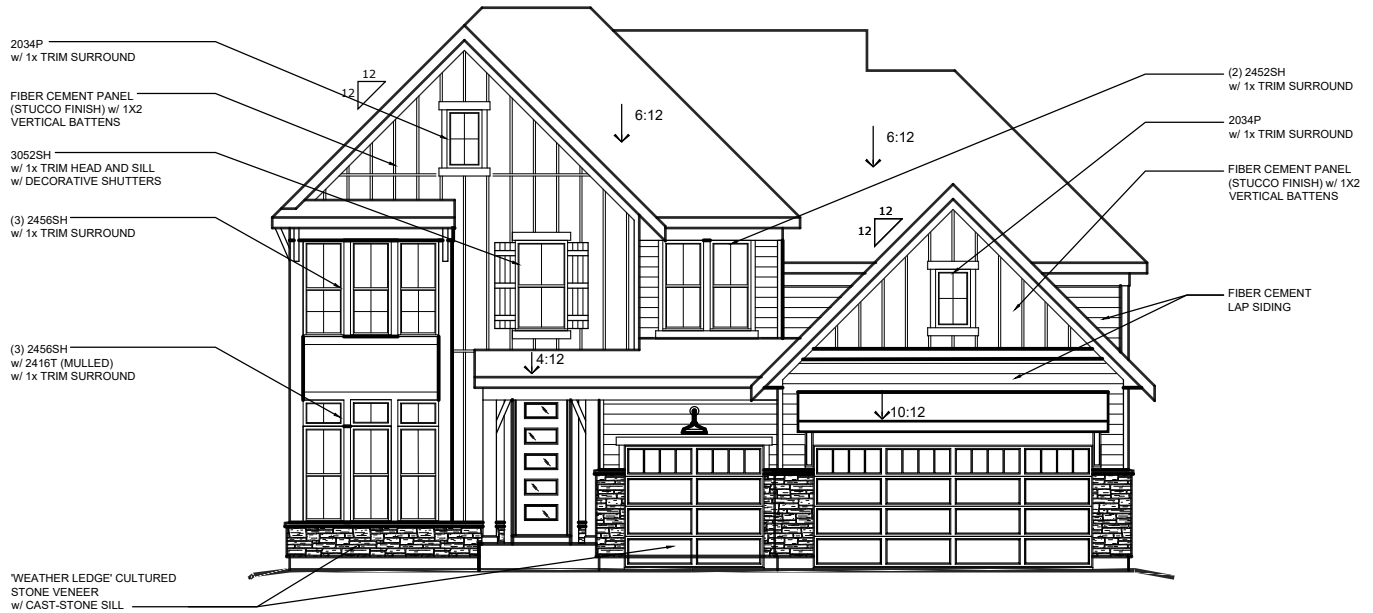 2034P
w/ 1x TRIM SURROUND
FIBER CEMENT PANEL
(STUCCO FINISH) w/ 1X2
VERTICAL BATTENS
3052SH
w/ 1x TRIM HEAD AND SILL
w/ DECORATIVE SHUTTERS
(3) 2456SH
w/ 1x TRIM SURROUND
(3) 2456SH
w/ 2416T (MULLED)
w/ 1x TRIM SURROUND
'WEATHER LEDGE' CULTURED
STONE VENEER
w/ CAST-STONE SILL
12
12
6:12
6:12
12
12
4:12
10:12
(2) 2452SH
w/ 1x TRIM SURROUND
2034P
w/ 1x TRIM SURROUND
FIBER CEMENT PANEL
(STUCCO FINISH) w/ 1X2
VERTICAL BATTENS
FIBER CEMENT
LAP SIDING